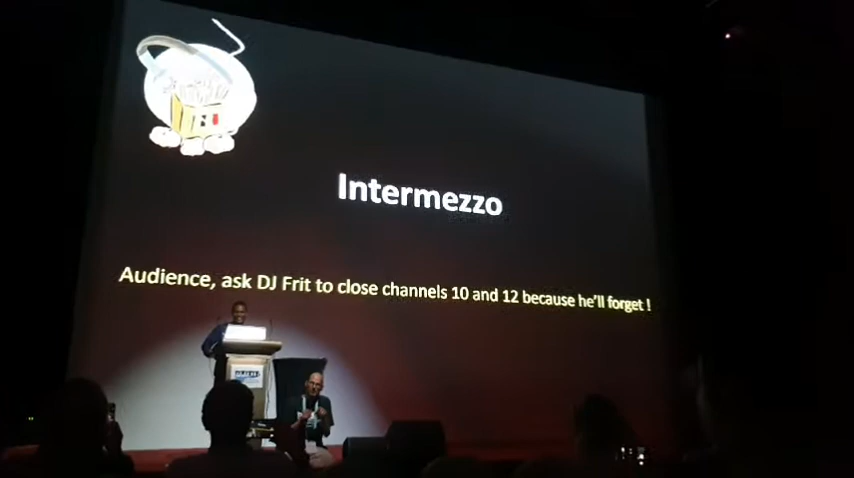 Intermezzo
Audience, ask DJ Frit to close channels 10 and 12 because he'll forget !